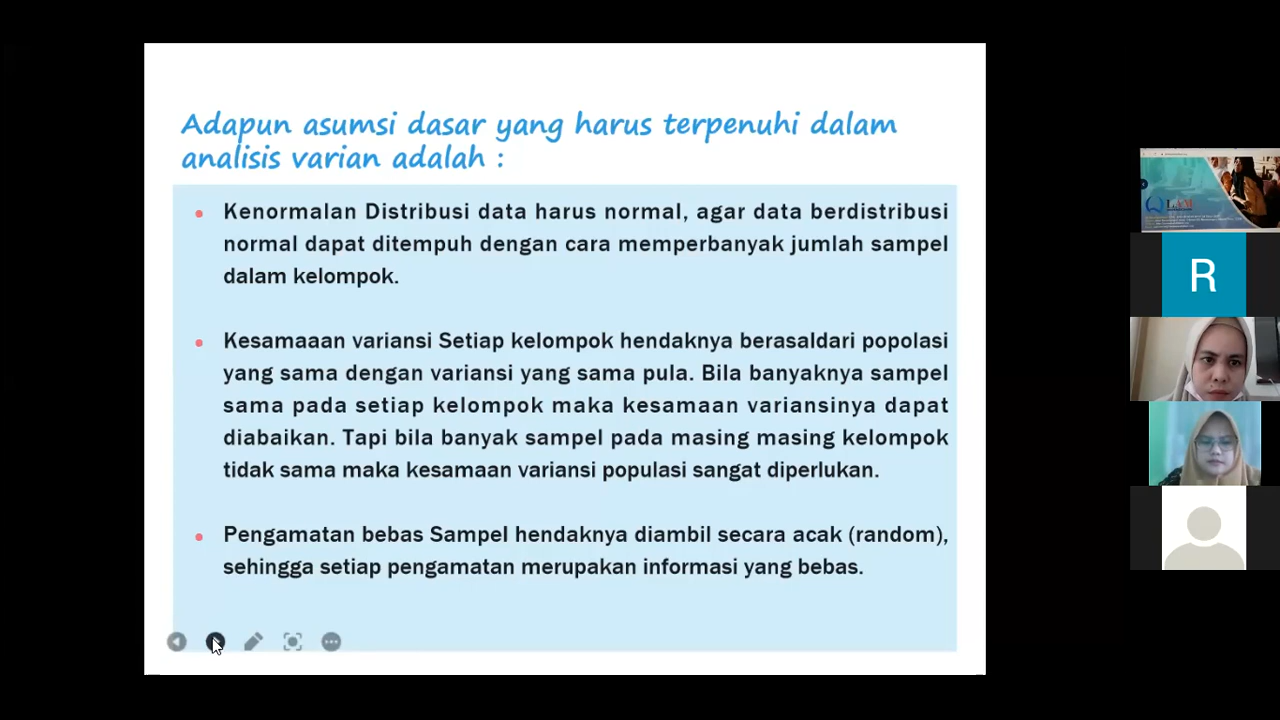 Adapun asumsi dasar yang harus terpenuhi dalam
analisis varian adalah :
Kenormalan Distribusi data harus normal, agar data berdistribusi
normal dapat ditempuh dengan cara memperbanyak jumlah sampel
dalam kelompok.
Kesamaaan variansi Setiap kelompok hendaknya berasaldari popolasi
yang sama dengan variansi yang sama pula. Bila banyaknya sampel
sama pada setiap kelompok maka kesamaan variansinya dapat
diabaikan. Tapi bila banyak sampel pada masing masing kelompok
tidak sama maka kesamaan variansi populasi sangat diperlukan.
Pengamatan bebas Sampel hendaknya diambil secara acak (random),
sehingga setiap pengamatan merupakan informasi yang bebas.
R